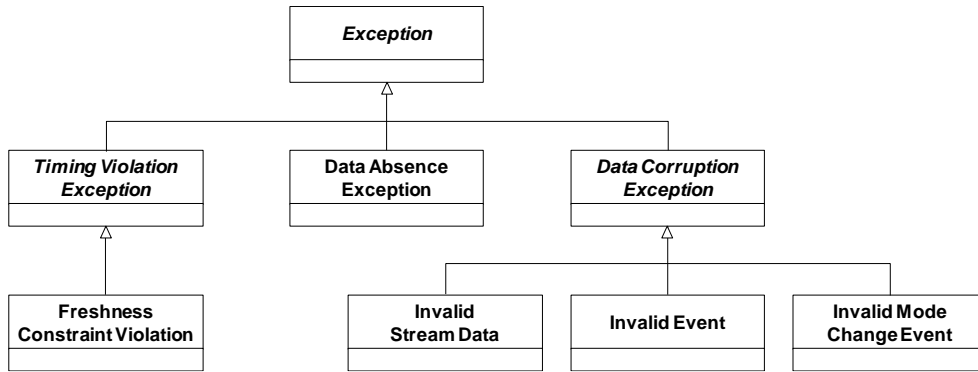 Exception
Timing Violation
Exception
Data Absence
Exception
Data Corruption
Exception
Freshness
Constraint Violation
Invalid
Stream Data
Invalid Event
Invalid Mode
Change Event